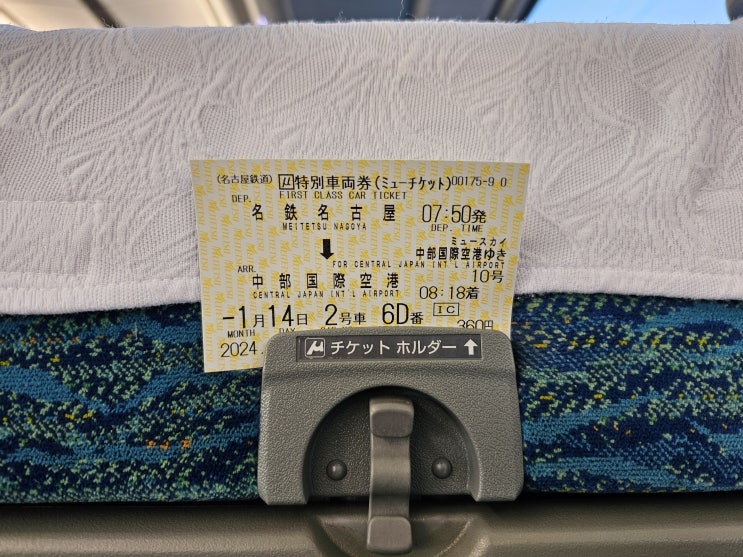 (名古屋鉄道) μ特別車両券(ミューチケット)00175-90
DEP. FIRST CLASS CAR TICKET
名鉄名古屋 07:50発
MEITETSU NAGOYA DEP. TIME
ミュースカイ
↓ 中部国際空港ゆき
ARR. FOR CENTRAL JAPAN INT'L AIRPORT
中部国際空港 10号
CENTRAL JAPAN INT'L AIRPORT 08:18着
-1月14日 2号車 6D番 IC
MONTH DAY 360円
2024.
μ チケット ホルダー ↑